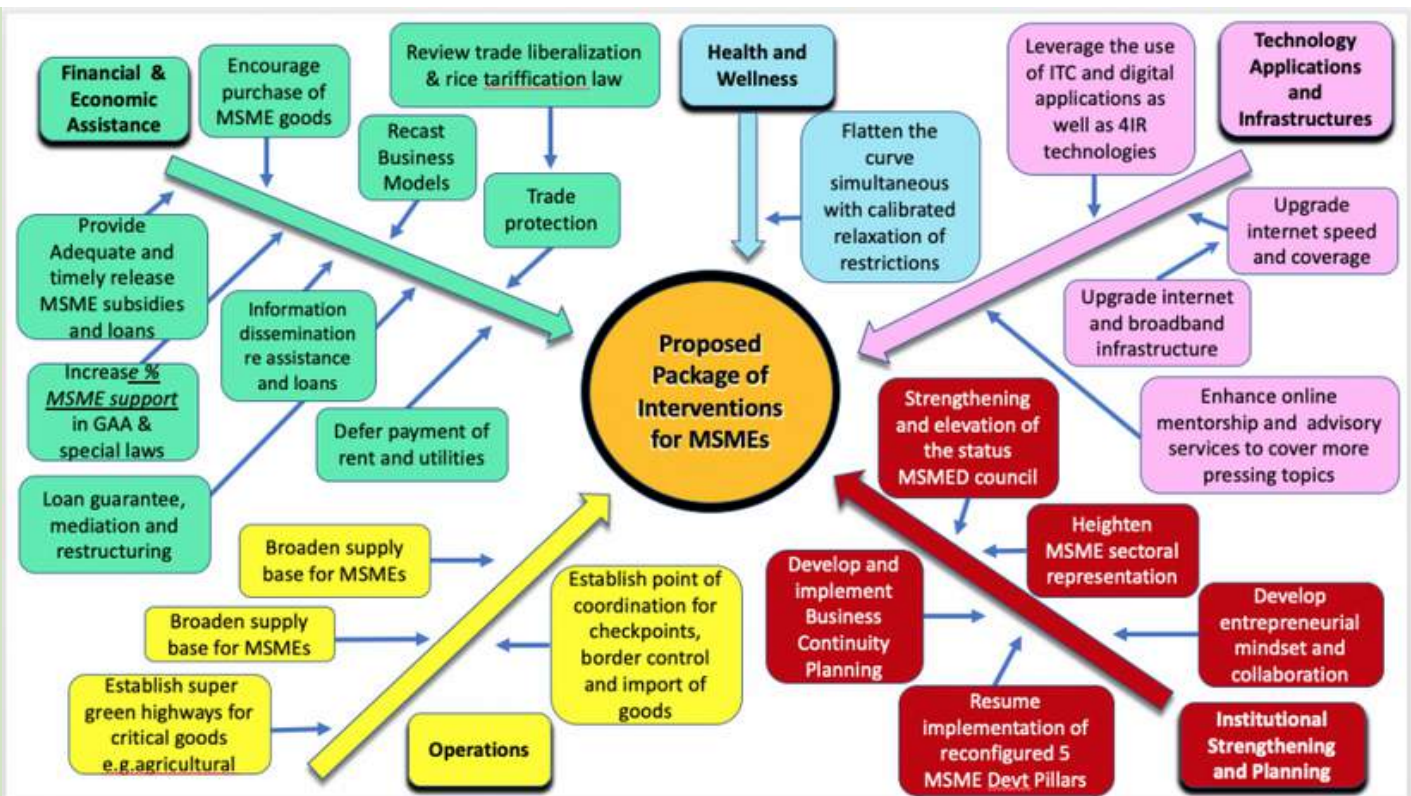 Financial &
Economic
Assistance
Encourage
purchase of
MSME goods
Review trade liberalization
& rice tariffication law
Recast
Business
Models
Trade
protection
Provide
Adequate and
timely release
MSME subsidies
and loans
Increase %
MSME support
in GAA &
special laws
Loan guarantee,
mediation and
restructuring
Information
dissemination
re assistance
and loans
Defer payment of
rent and utilities
Health and
Wellness
Flatten the
curve
simultaneous
with calibrated
relaxation of
restrictions
Leverage the use
of ITC and digital
applications as
well as 4IR
technologies
Technology
Applications
and
Infrastructures
Upgrade
internet speed
and coverage
Upgrade internet
and broadband
infrastructure
Enhance online
mentorship and advisory
services to cover more
pressing topics
Proposed
Package of
Interventions
for MSMEs
Broaden supply
base for MSMEs
Broaden supply
base for MSMEs
Establish super
green highways for
critical goods
e.g.agricultural
Establish point of
coordination for
checkpoints,
border control
and import of
goods
Operations
Strengthening
and elevation of
the status
MSMED council
Heighten
MSME sectoral
representation
Develop and
implement
Business
Continuity
Planning
Develop
entrepreneurial
mindset and
collaboration
Resume
implementation of
reconfigured 5
MSME Devt Pillars
Institutional
Strengthening
and Planning